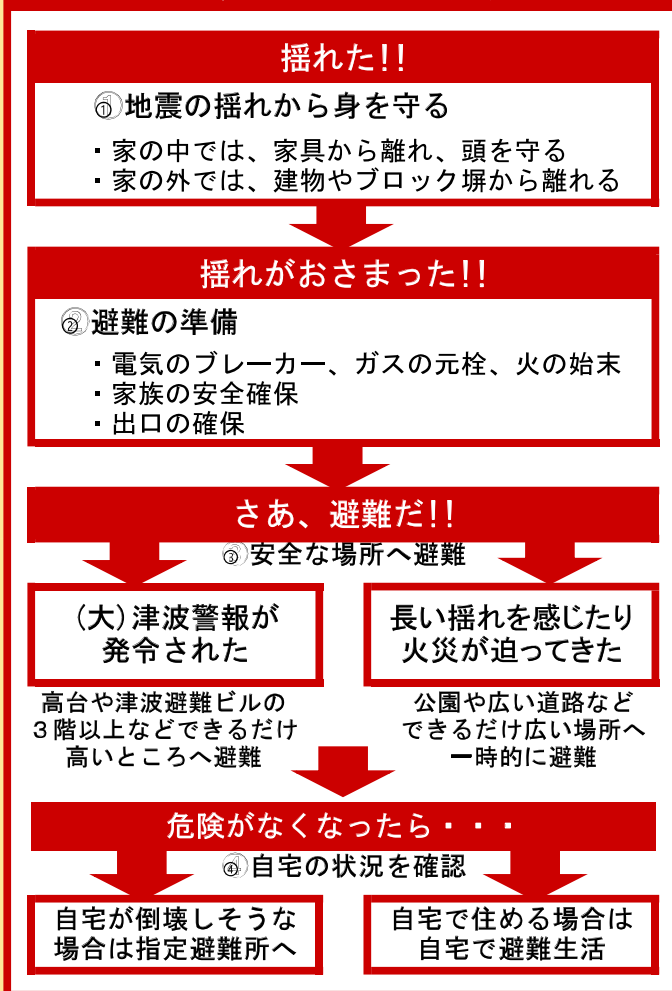 揺れた!!
①地震の揺れから身を守る
・家の中では、家具から離れ、頭を守る
・家の外では、建物やブロック塀から離れる
揺れがおさまった!!
②避難の準備
・電気のブレーカー、ガスの元栓、火の始末
・家族の安全確保
・出口の確保
さあ、避難だ!!
③安全な場所へ避難
(大)津波警報が
発令された
高台や津波避難ビルの
3階以上などできるだけ
高いところへ避難
長い揺れを感じたり
火災が迫ってきた
公園や広い道路など
できるだけ広い場所へ
一時的に避難
危険がなくなったら・・・
④自宅の状況を確認
自宅が倒壊しそうな
場合は指定避難所へ
自宅で住める場合は
自宅で避難生活